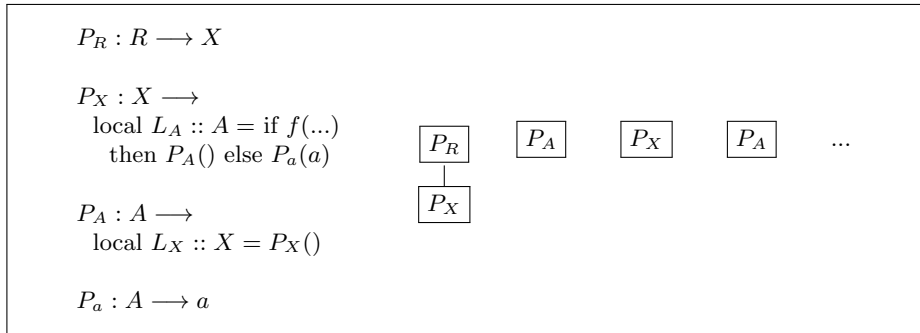 P_R : R ⟶ X
P_X : X ⟶
local L_A :: A = if f(...)
then P_A() else P_a(a)
P_A : A ⟶
local L_X :: X = P_X()
P_a : A ⟶ a
P_R P_A P_X P_A ...
P_X